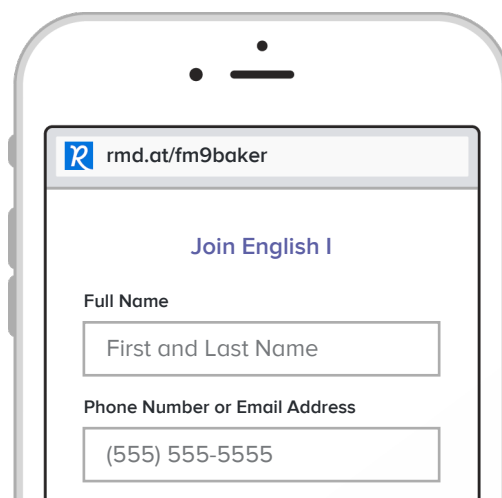 rmd.at/fm9baker
Join English I
Full Name
First and Last Name
Phone Number or Email Address
(555) 555-5555